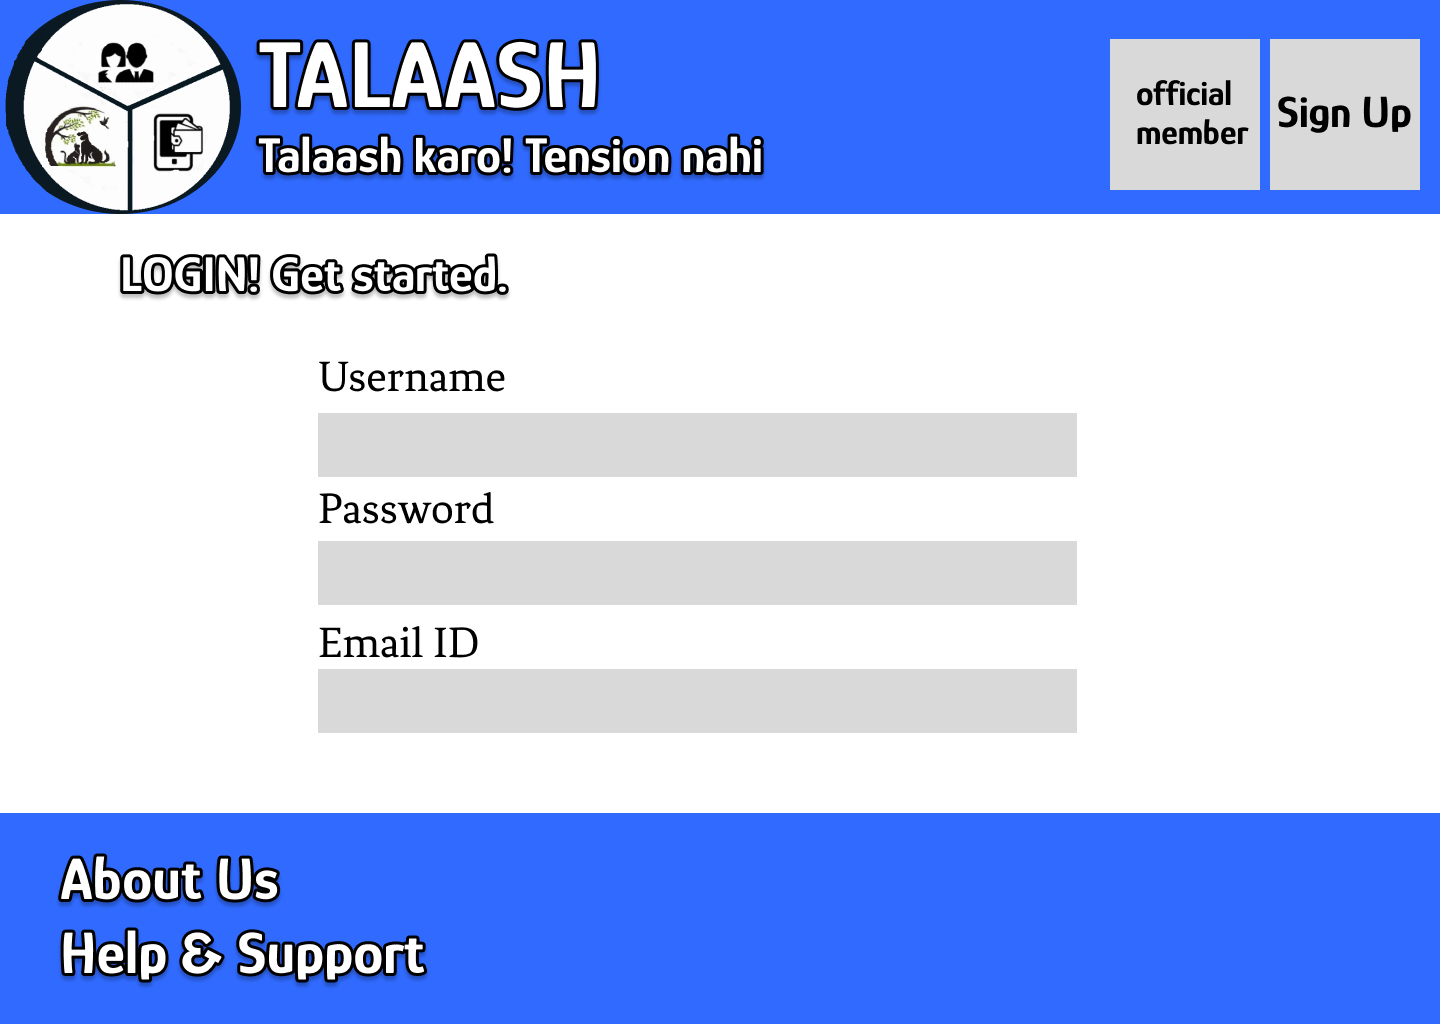 TALAASH
Talaash karo! Tension nahi
official
member
Sign Up
LOGIN! Get started.
Username
Password
Email ID
About Us
Help & Support